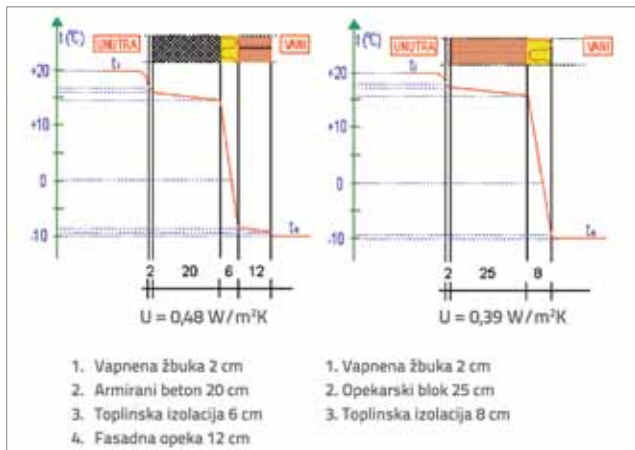 t (°C)
UNUTRA
VANI
t (°C)
UNUTRA
VANI
tᵢ
tᵢ
+20
+20
+10
+10
0
0
tₑ
tₑ
-10
-10
2 20 6 12
2 25 8
U = 0,48 W/m²K
U = 0,39 W/m²K
1. Vapnena žbuka 2 cm
2. Armirani beton 20 cm
3. Toplinska izolacija 6 cm
4. Fasadna opeka 12 cm
1. Vapnena žbuka 2 cm
2. Opekarski blok 25 cm
3. Toplinska izolacija 8 cm